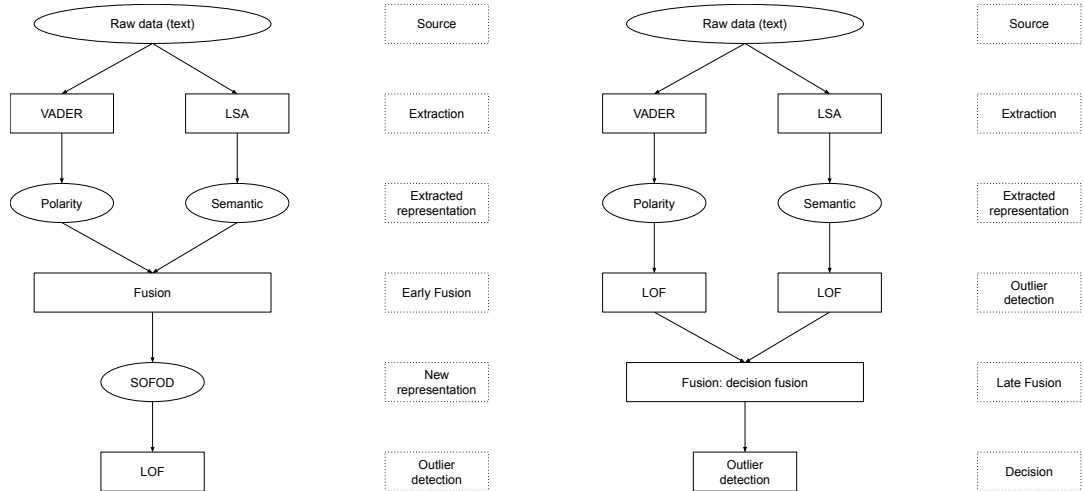 Raw data (text)
Source
VADER
LSA
Extraction
Polarity
Semantic
Extracted
representation
Fusion
Early Fusion
SOFOD
New
representation
LOF
Outlier
detection
Raw data (text)
Source
VADER
LSA
Extraction
Polarity
Semantic
Extracted
representation
LOF
LOF
Outlier
detection
Fusion: decision fusion
Late Fusion
Outlier
detection
Decision